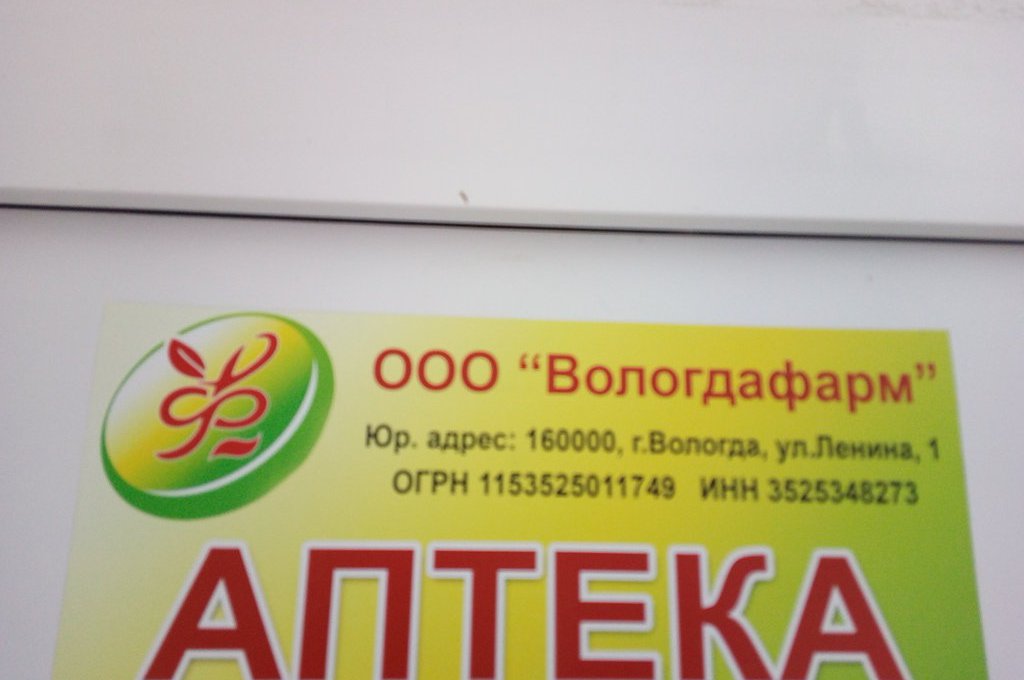 ООО “Вологдафарм”
Юр. адрес: 160000, г.Вологда, ул.Ленина, 1
ОГРН 1153525011749 ИНН 3525348273
АПТЕКА